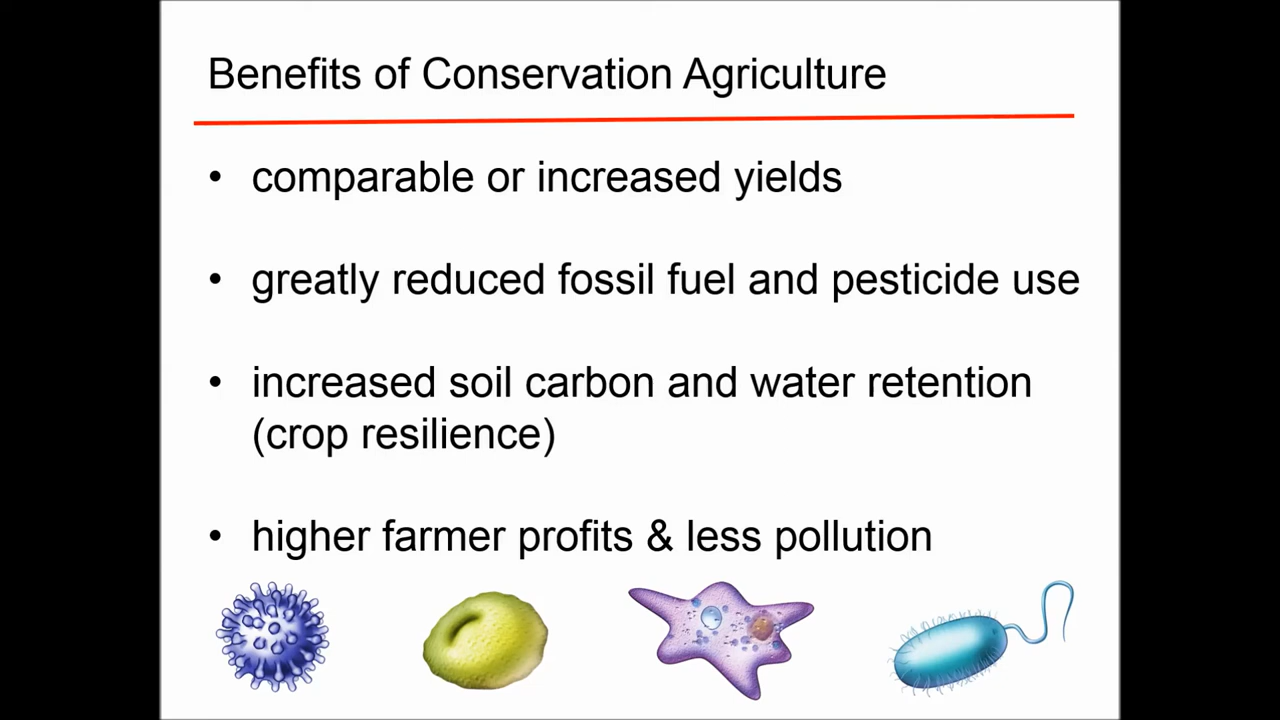 Benefits of Conservation Agriculture
• comparable or increased yields
• greatly reduced fossil fuel and pesticide use
• increased soil carbon and water retention
(crop resilience)
• higher farmer profits & less pollution